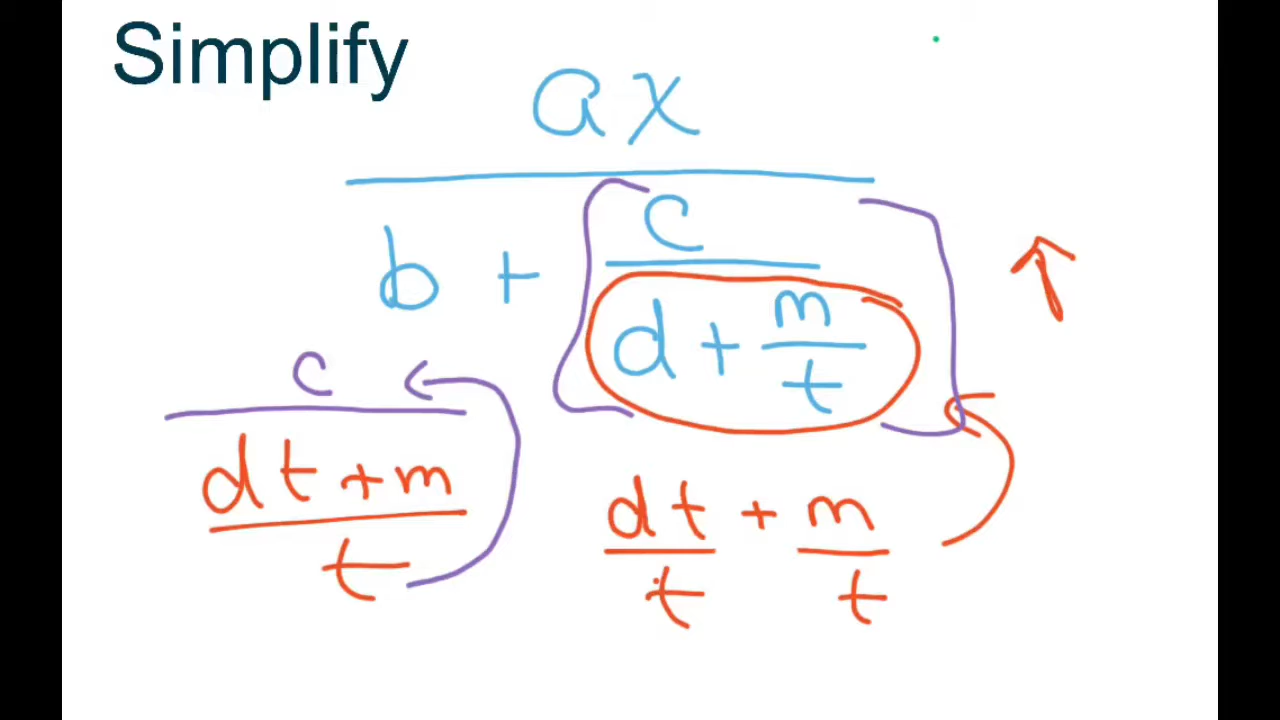 Simplify
ax
c
b +
d + m/t
c
dt + m
t
dt/t + m/t